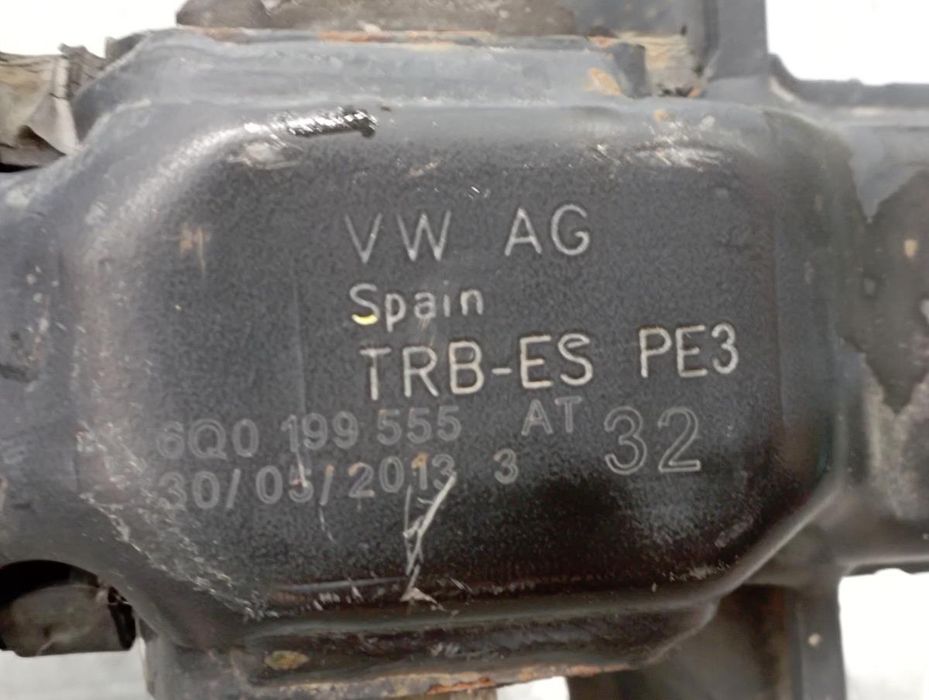 VW AG
Spain
TRB-ES PE3
6Q0 199 555 AT 32
30/05/2013 3